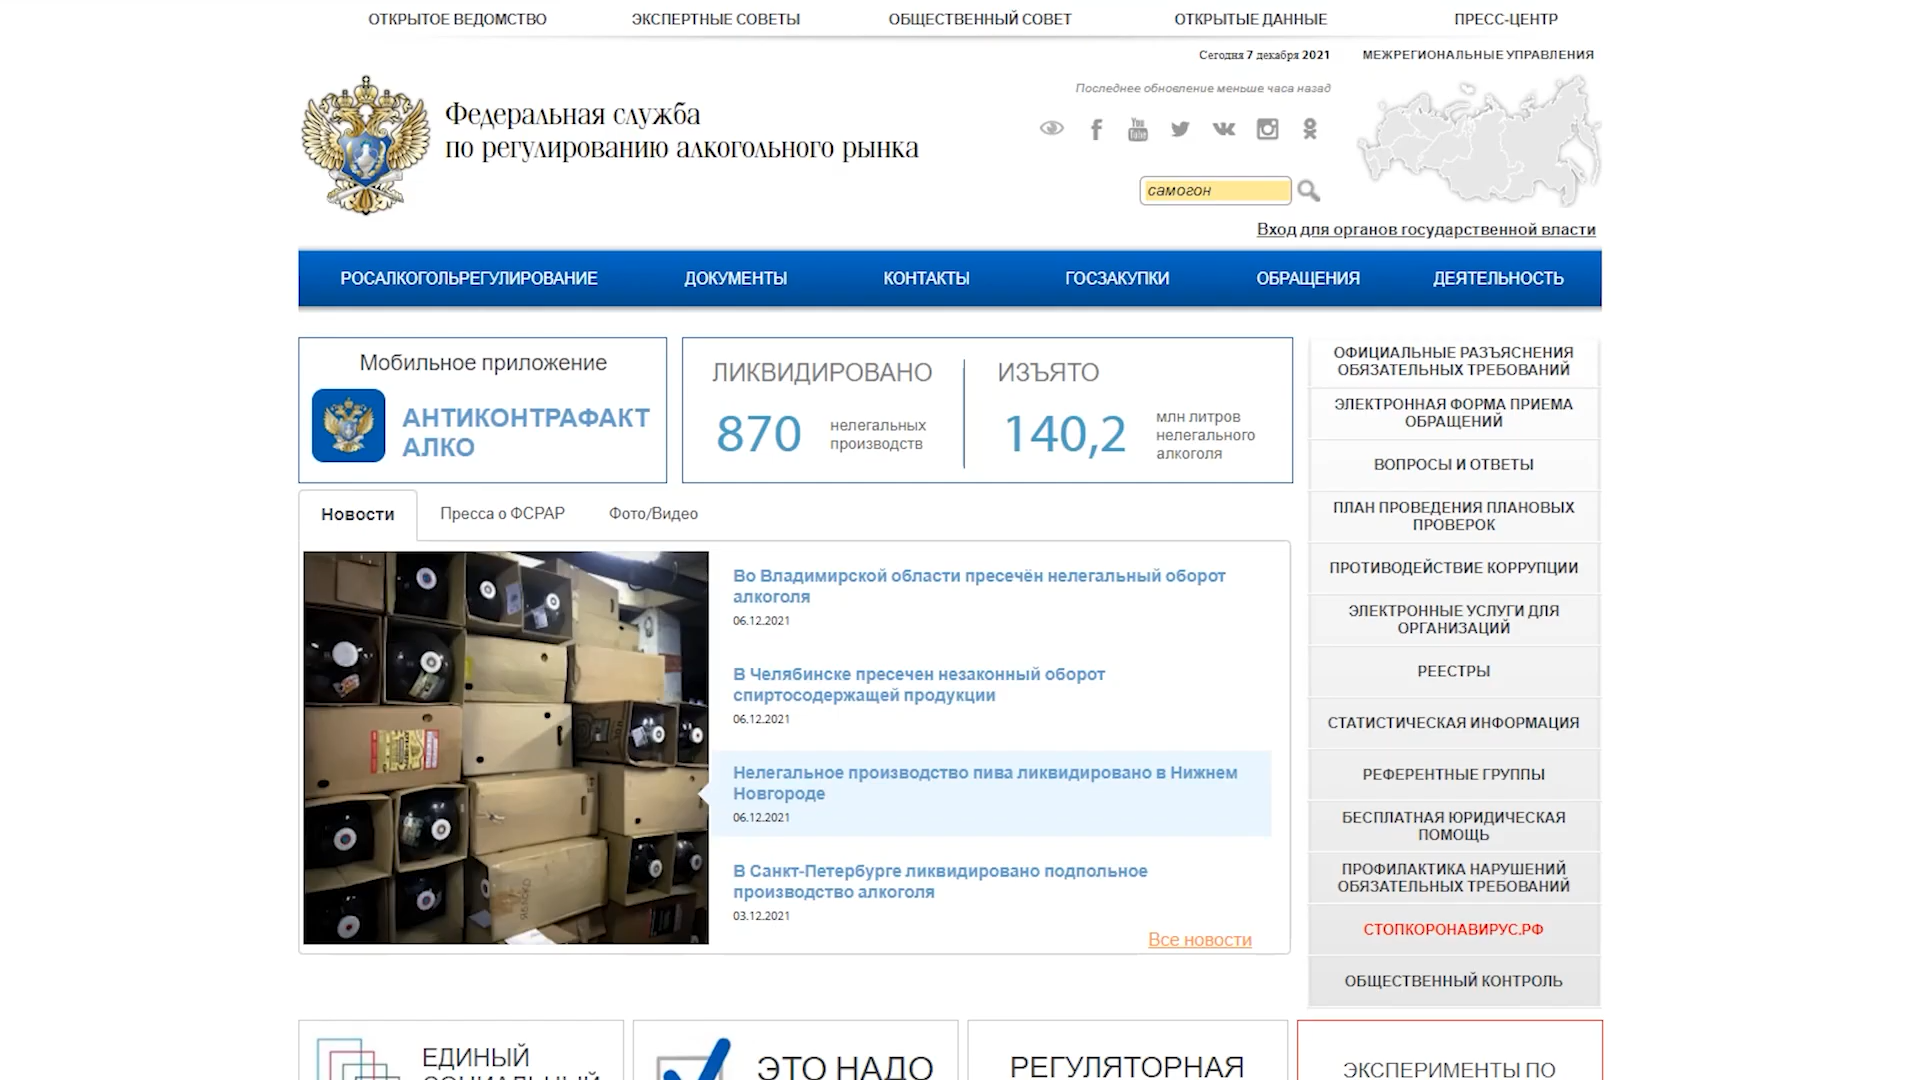 ОТКРЫТОЕ ВЕДОМСТВО
ЭКСПЕРТНЫЕ СОВЕТЫ
ОБЩЕСТВЕННЫЙ СОВЕТ
ОТКРЫТЫЕ ДАННЫЕ
ПРЕСС-ЦЕНТР
Сегодня 7 декабря 2021
МЕЖРЕГИОНАЛЬНЫЕ УПРАВЛЕНИЯ
Последнее обновление меньше часа назад
Федеральная служба
по регулированию алкогольного рынка
You
Tube
самогон
Вход для органов государственной власти
РОСАЛКОГОЛЬРЕГУЛИРОВАНИЕ
ДОКУМЕНТЫ
КОНТАКТЫ
ГОСЗАКУПКИ
ОБРАЩЕНИЯ
ДЕЯТЕЛЬНОСТЬ
Мобильное приложение
АНТИКОНТРАФАКТ
АЛКО
ЛИКВИДИРОВАНО
870
нелегальных
производств
ИЗЪЯТО
140,2
млн литров
нелегального
алкоголя
Новости
Пресса о ФСРАР
Фото/Видео
Во Владимирской области пресечён нелегальный оборот
алкоголя
06.12.2021
В Челябинске пресечен незаконный оборот
спиртосодержащей продукции
06.12.2021
Нелегальное производство пива ликвидировано в Нижнем
Новгороде
06.12.2021
В Санкт-Петербурге ликвидировано подпольное
производство алкоголя
03.12.2021
Все новости
ОФИЦИАЛЬНЫЕ РАЗЪЯСНЕНИЯ
ОБЯЗАТЕЛЬНЫХ ТРЕБОВАНИЙ
ЭЛЕКТРОННАЯ ФОРМА ПРИЕМА
ОБРАЩЕНИЙ
ВОПРОСЫ И ОТВЕТЫ
ПЛАН ПРОВЕДЕНИЯ ПЛАНОВЫХ
ПРОВЕРОК
ПРОТИВОДЕЙСТВИЕ КОРРУПЦИИ
ЭЛЕКТРОННЫЕ УСЛУГИ ДЛЯ
ОРГАНИЗАЦИЙ
РЕЕСТРЫ
СТАТИСТИЧЕСКАЯ ИНФОРМАЦИЯ
РЕФЕРЕНТНЫЕ ГРУППЫ
БЕСПЛАТНАЯ ЮРИДИЧЕСКАЯ
ПОМОЩЬ
ПРОФИЛАКТИКА НАРУШЕНИЙ
ОБЯЗАТЕЛЬНЫХ ТРЕБОВАНИЙ
СТОПКОРОНАВИРУС.РФ
ОБЩЕСТВЕННЫЙ КОНТРОЛЬ
ЕДИНЫЙ
СОЦИАЛЬНЫЙ
ЭТО НАДО
РЕГУЛЯТОРНАЯ
ЭКСПЕРИМЕНТЫ ПО